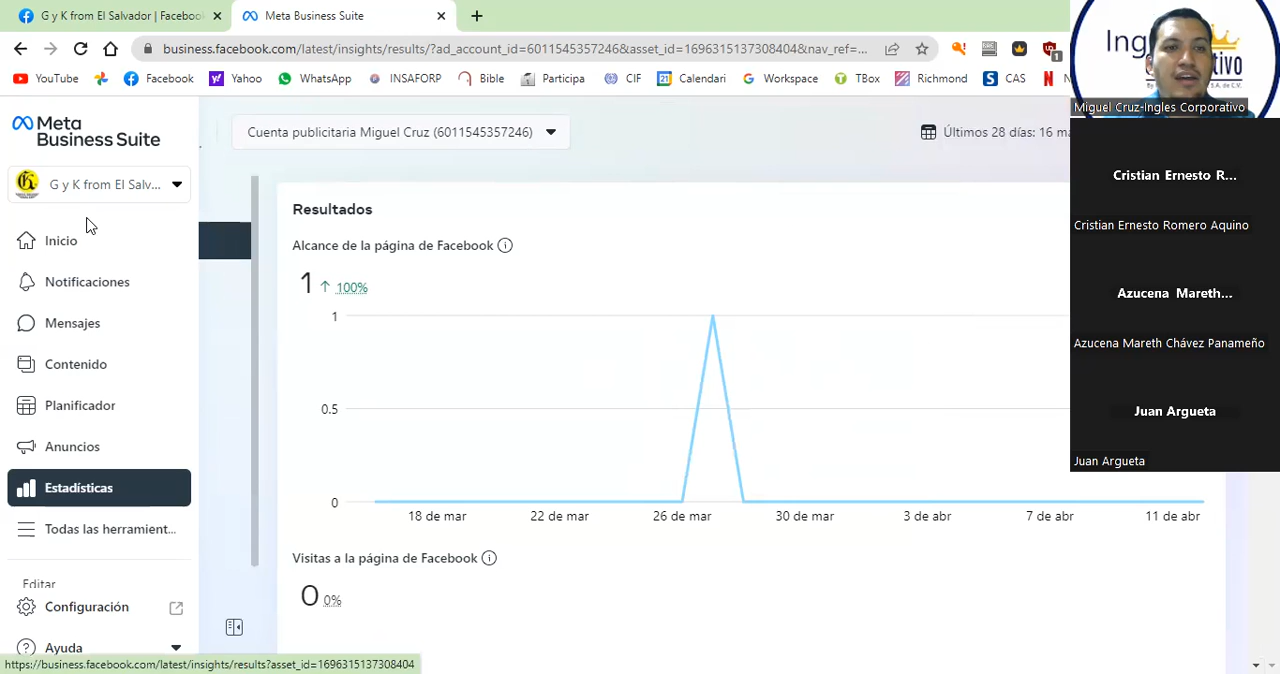 G y K from El Salvador | Faceboo
Meta Business Suite
business.facebook.com/latest/insights/results/?ad_account_id=6011545357246&asset_id=1696315137308404&nav_ref=...
1
YouTube
Facebook
Yahoo
WhatsApp
INSAFORP
Bible
Participa
CIF
Calendari
Workspace
TBox
Richmond
CAS
Meta
Business Suite
G y K from El Salv...
Inicio
Notificaciones
Mensajes
Contenido
Planificador
Anuncios
Estadísticas
Todas las herramient...
Editar
Configuración
Ayuda
https://business.facebook.com/latest/insights/results?asset_id=1696315137308404
Cuenta publicitaria Miguel Cruz (6011545357246)
Últimos 28 días: 16 ma
Resultados
Alcance de la página de Facebook
1 ↑ 100%
1
0.5
0
18 de mar
22 de mar
26 de mar
30 de mar
3 de abr
7 de abr
11 de abr
Visitas a la página de Facebook
0 0%
Miguel Cruz-Ingles Corporativo
Cristian Ernesto R...
Cristian Ernesto Romero Aquino
Azucena Mareth...
Azucena Mareth Chávez Panameño
Juan Argueta
Juan Argueta